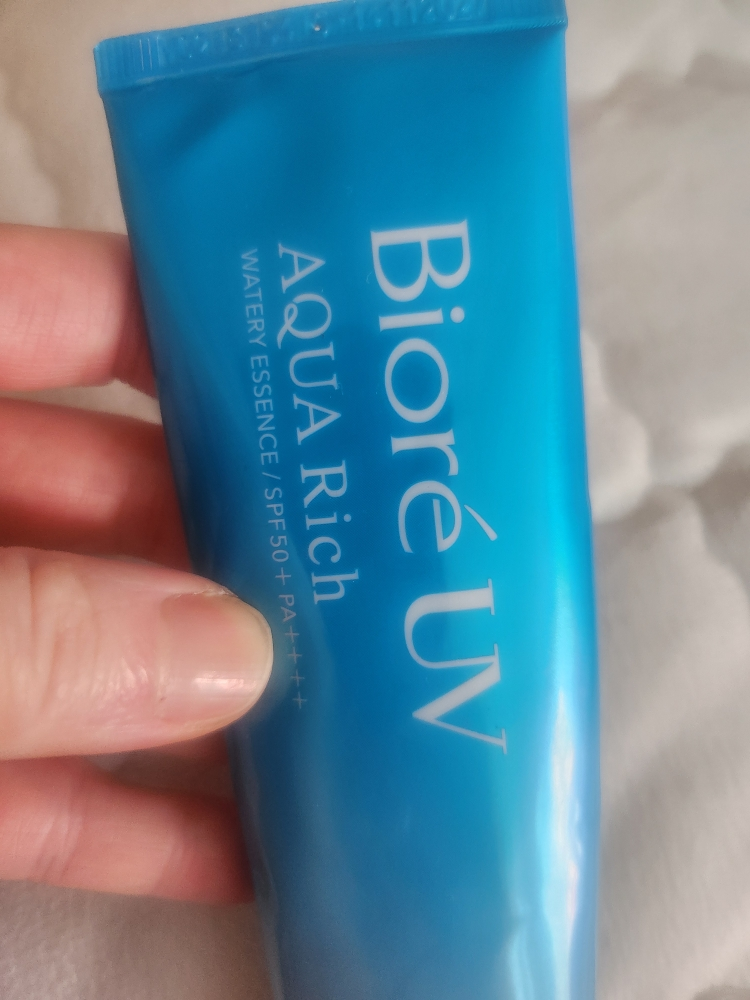 Bioré UV
AQUA Rich
WATERY ESSENCE / SPF50+ PA++++